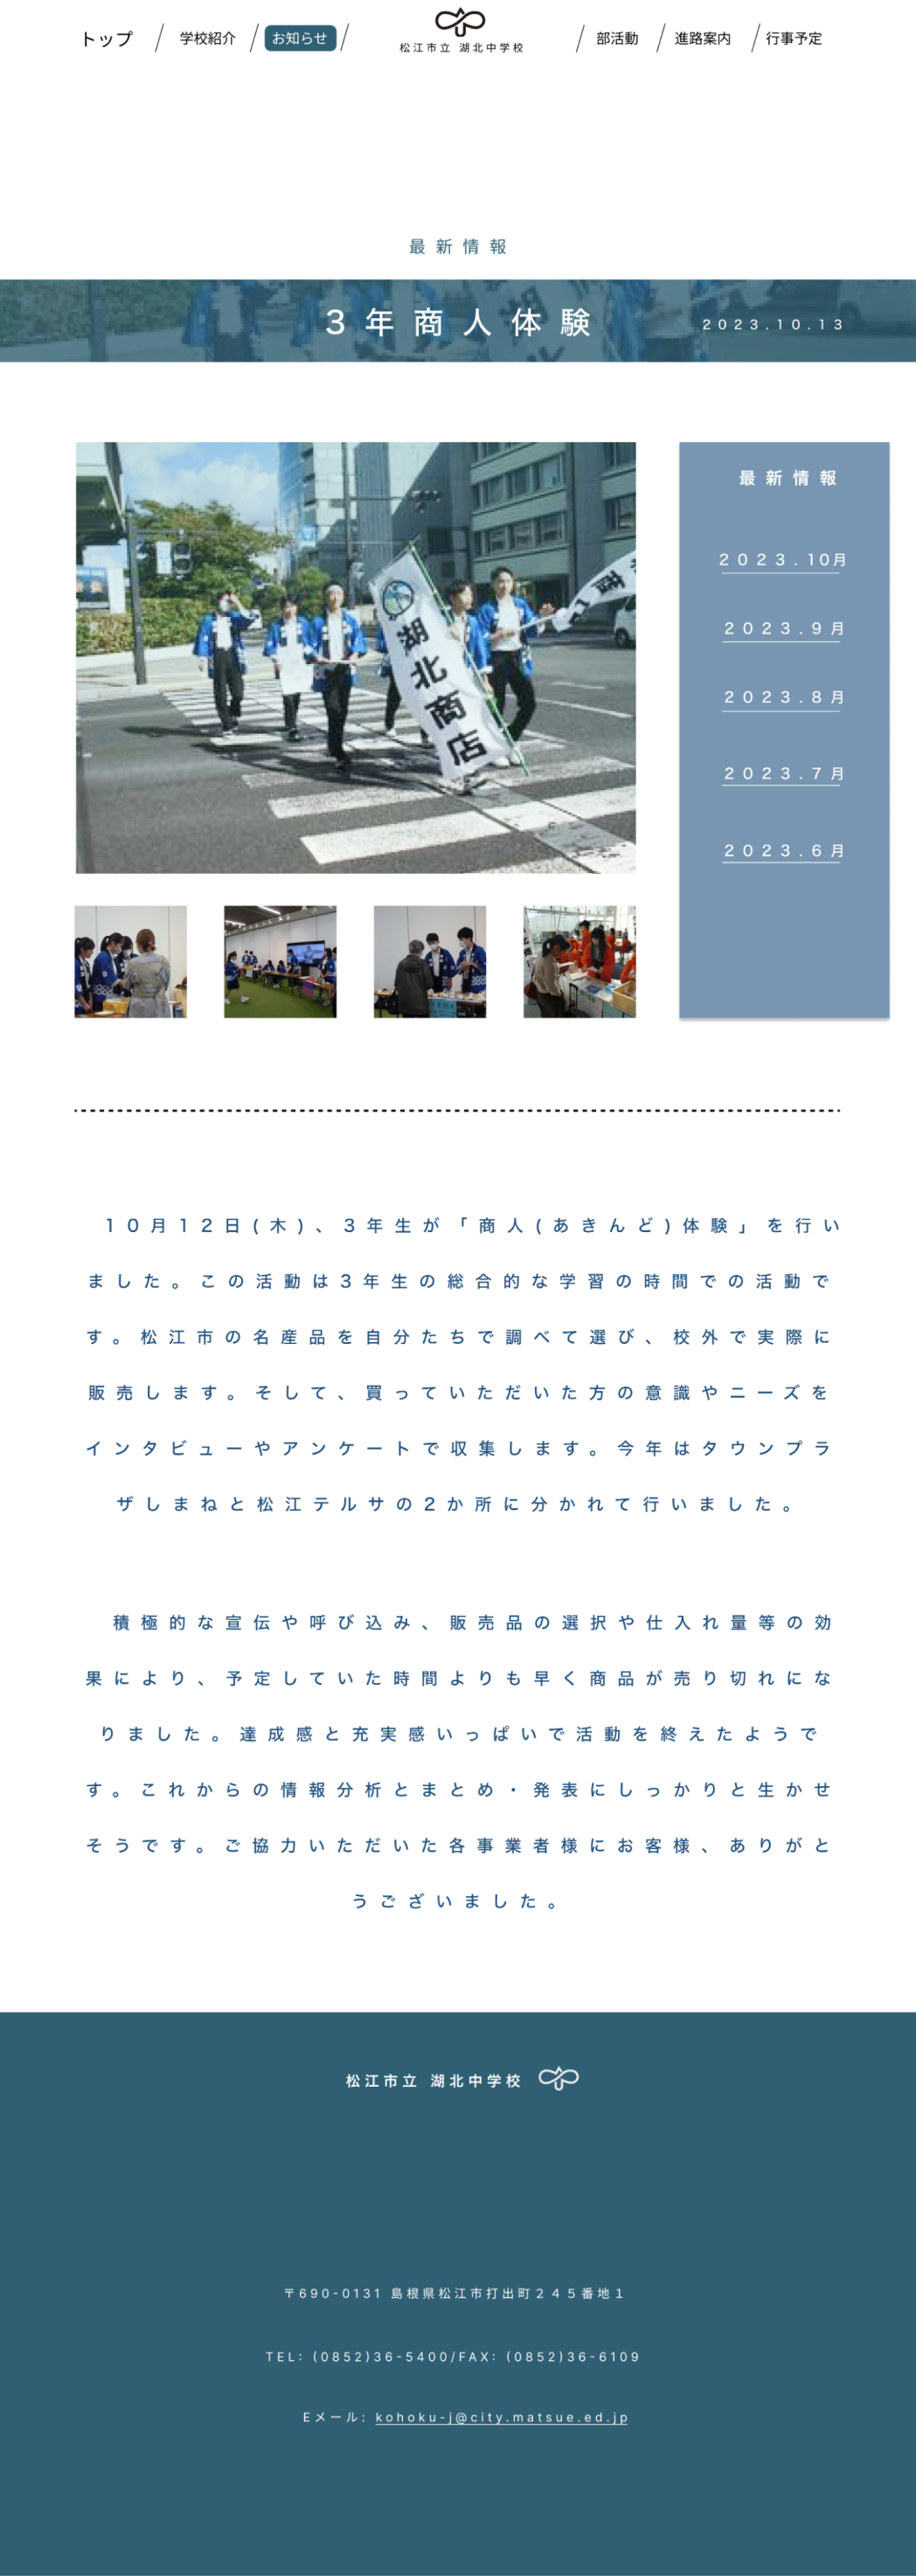 トップ
学校紹介
お知らせ
松江市立 湖北中学校
部活動
進路案内
行事予定
最新情報
３年商人体験
2023.10.13
湖北商店
最新情報
2023.10月
2023.9月
2023.8月
2023.7月
2023.6月
10月12日(木)、3年生が「商人(あきんど)体験」を行い
ました。この活動は3年生の総合的な学習の時間での活動で
す。松江市の名産品を自分たちで調べて選び、校外で実際に
販売します。そして、買っていただいた方の意識やニーズを
インタビューやアンケートで収集します。今年はタウンプラ
ザしまねと松江テルサの2か所に分かれて行いました。
積極的な宣伝や呼び込み、販売品の選択や仕入れ量等の効
果により、予定していた時間よりも早く商品が売り切れにな
りました。達成感と充実感いっぱいで活動を終えたようで
す。これからの情報分析とまとめ・発表にしっかりと生かせ
そうです。ご協力いただいた各事業者様にお客様、ありがと
うございました。
松江市立 湖北中学校
〒690-0131 島根県松江市打出町２４５番地１
TEL: (0852)36-5400/FAX: (0852)36-6109
Eメール: kohoku-j@city.matsue.ed.jp